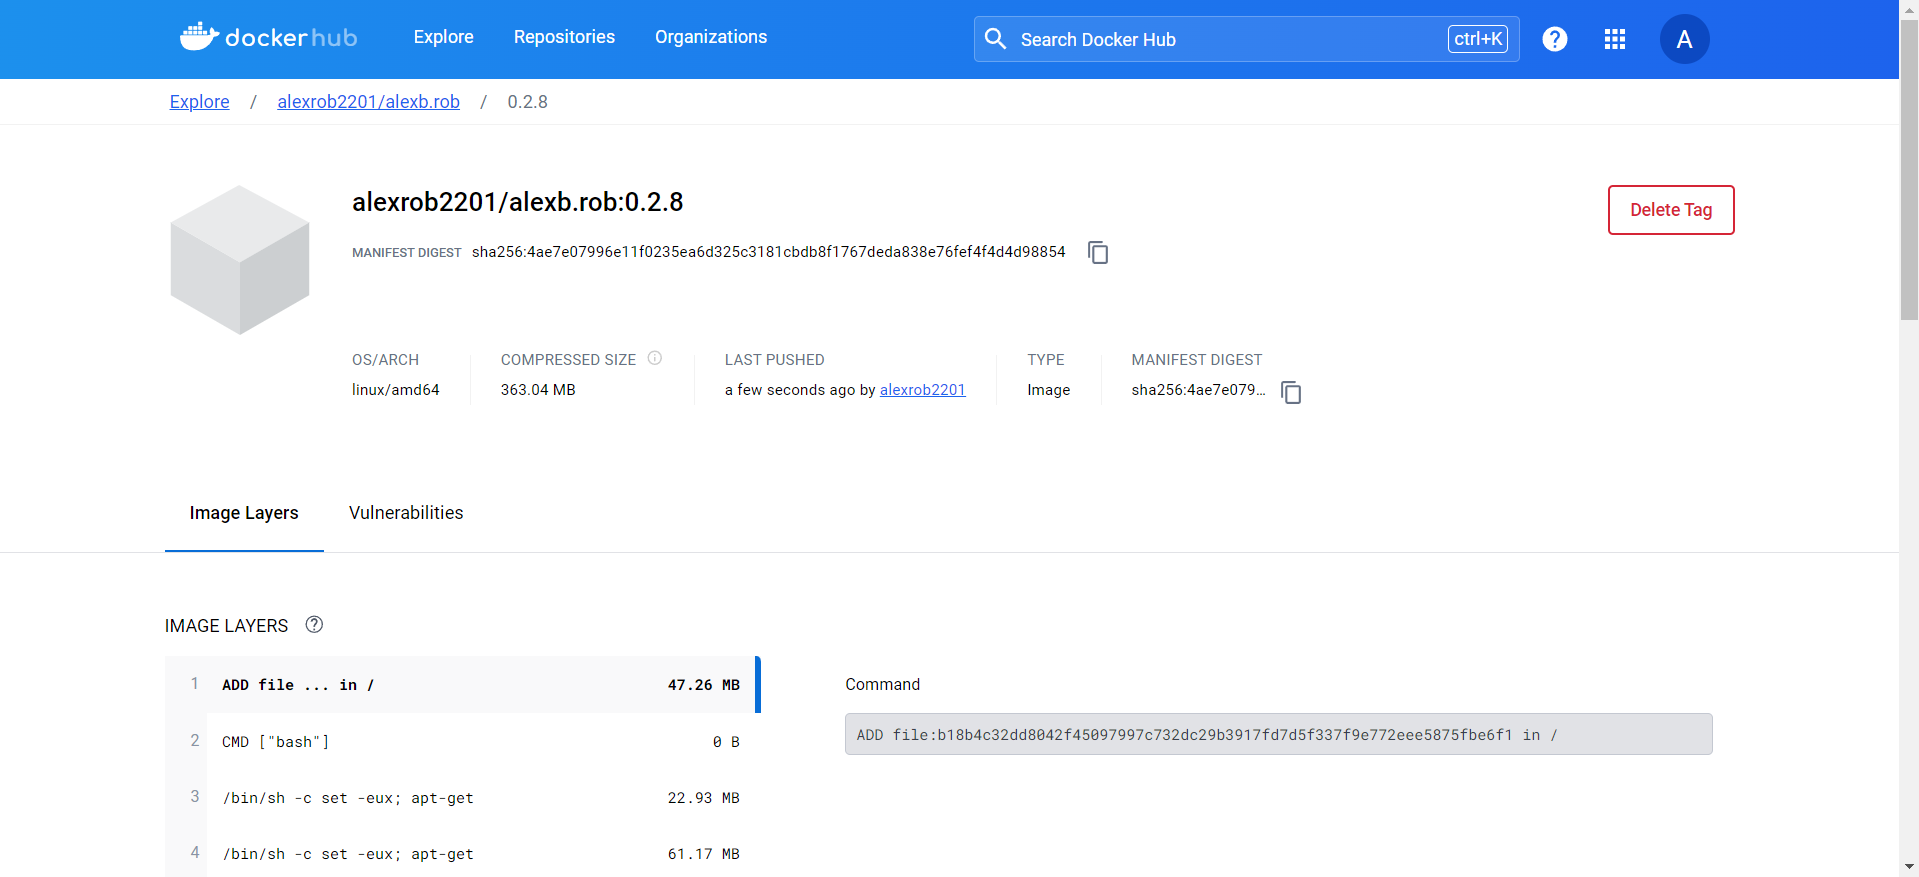 dockerhub Explore Repositories Organizations Search Docker Hub ctrl+K ? A
Explore / alexrob2201/alexb.rob / 0.2.8
alexrob2201/alexb.rob:0.2.8
Delete Tag
MANIFEST DIGEST sha256:4ae7e07996e11f0235ea6d325c3181cbdb8f1767deda838e76fef4f4d4d98854
OS/ARCH COMPRESSED SIZE LAST PUSHED TYPE MANIFEST DIGEST
linux/amd64 363.04 MB a few seconds ago by alexrob2201 Image sha256:4ae7e079...
Image Layers Vulnerabilities
IMAGE LAYERS ?
1 ADD file ... in / 47.26 MB
Command
2 CMD ["bash"] 0 B
ADD file:b18b4c32dd8042f45097997c732dc29b3917fd7d5f337f9e772eee5875fbe6f1 in /
3 /bin/sh -c set -eux; apt-get 22.93 MB
4 /bin/sh -c set -eux; apt-get 61.17 MB